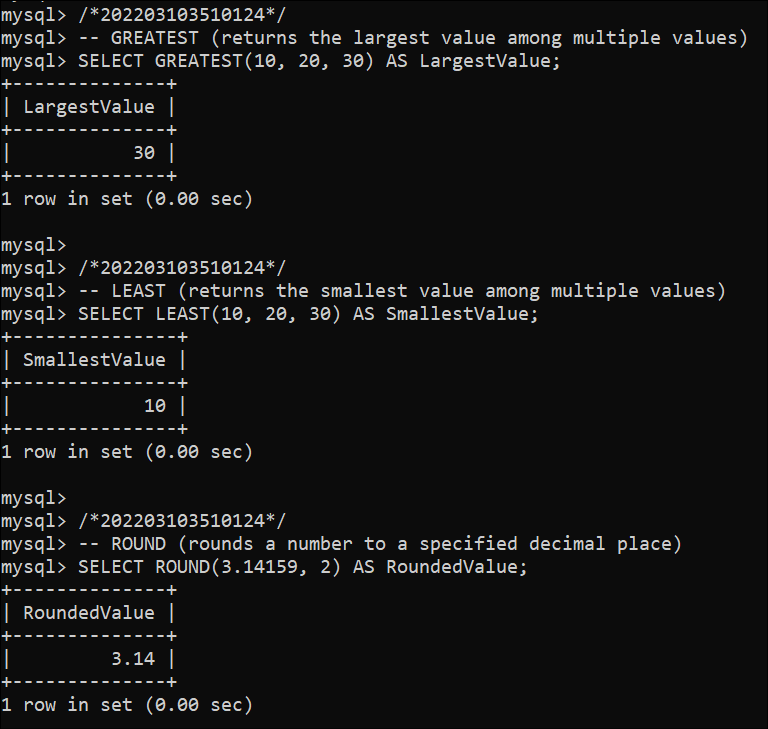 mysql> /*202203103510124*/
mysql> -- GREATEST (returns the largest value among multiple values)
mysql> SELECT GREATEST(10, 20, 30) AS LargestValue;
+--------------+
| LargestValue |
+--------------+
|           30 |
+--------------+
1 row in set (0.00 sec)

mysql>
mysql> /*202203103510124*/
mysql> -- LEAST (returns the smallest value among multiple values)
mysql> SELECT LEAST(10, 20, 30) AS SmallestValue;
+---------------+
| SmallestValue |
+---------------+
|            10 |
+---------------+
1 row in set (0.00 sec)

mysql>
mysql> /*202203103510124*/
mysql> -- ROUND (rounds a number to a specified decimal place)
mysql> SELECT ROUND(3.14159, 2) AS RoundedValue;
+--------------+
| RoundedValue |
+--------------+
|         3.14 |
+--------------+
1 row in set (0.00 sec)